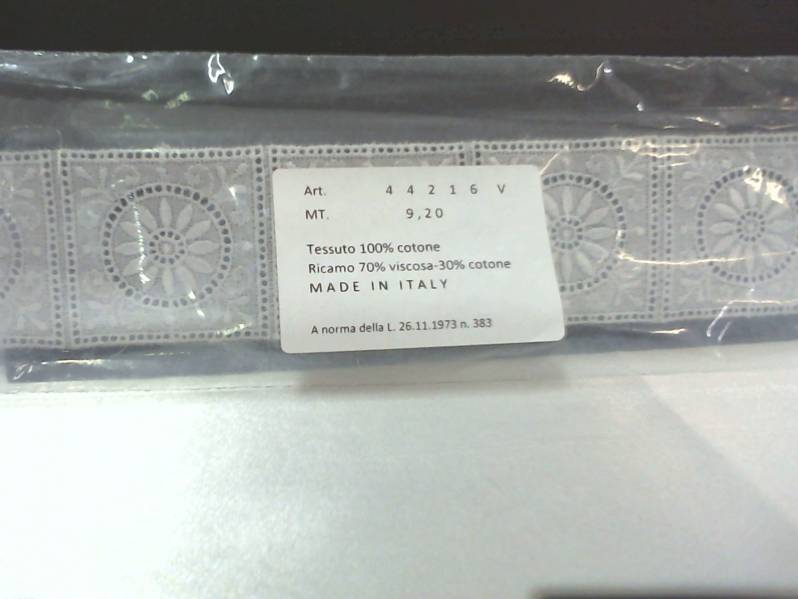 Art. 4 4 2 1 6 V
MT. 9,20
Tessuto 100% cotone
Ricamo 70% viscosa-30% cotone
MADE IN ITALY
A norma della L. 26.11.1973 n. 383